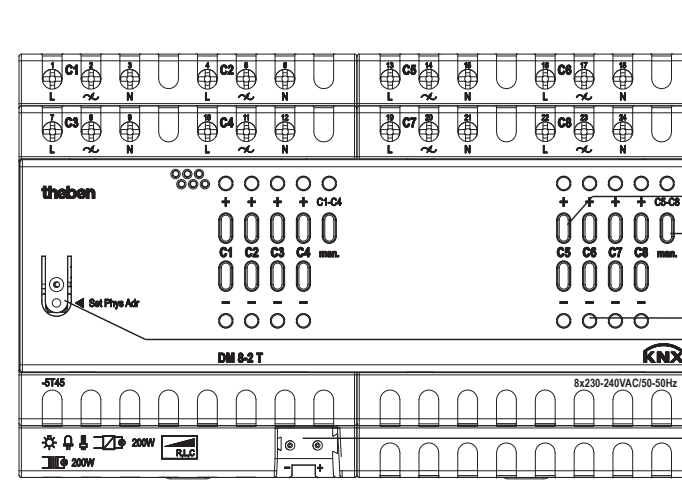 1 C1 2 3 4 C2 5 6 13 C5 14 15 16 C6 17 18
L N L N L N L N
7 C3 8 9 10 C4 11 12 19 C7 20 21 22 C8 23 24
L N L N L N L N
theben
+ + + + C1-C4 + + + + C5-C8
C1 C2 C3 C4 man. C5 C6 C7 C8 man.
Set Phys Adr
– – – – – – – –
DM 8-2 T KNX
-5T45 8x230-240VAC/50-50Hz
200W R,L,C
200W – +